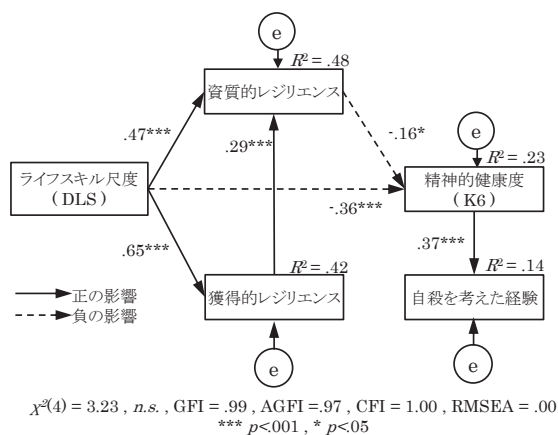 e
R² = .48
資質的レジリエンス
.47***
.29***
-.16*
e
R² = .23
精神的健康度
(K6)
ライフスキル尺度
(DLS)
-.36***
.65***
.37***
R² = .42
獲得的レジリエンス
R² = .14
自殺を考えた経験
正の影響
負の影響
e
e
χ²(4) = 3.23 , n.s. , GFI = .99 , AGFI =.97 , CFI = 1.00 , RMSEA = .00
*** p<.001 , * p<.05